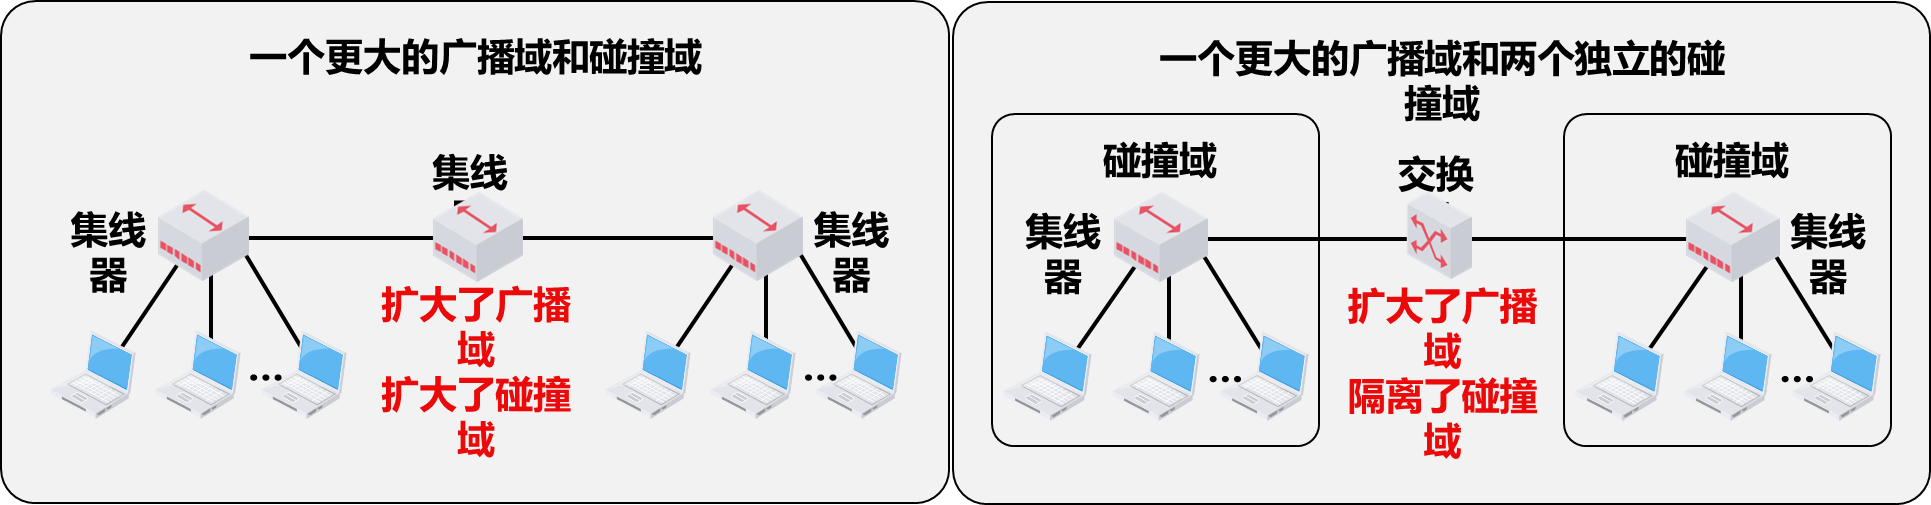 一个更大的广播域和碰撞域
集线
集线
器
集线
器
扩大了广播
域
扩大了碰撞
域
...
...
一个更大的广播域和两个独立的碰
撞域
碰撞域
交换
碰撞域
集线
器
集线
器
扩大了广播
域
隔离了碰撞
域
...
...